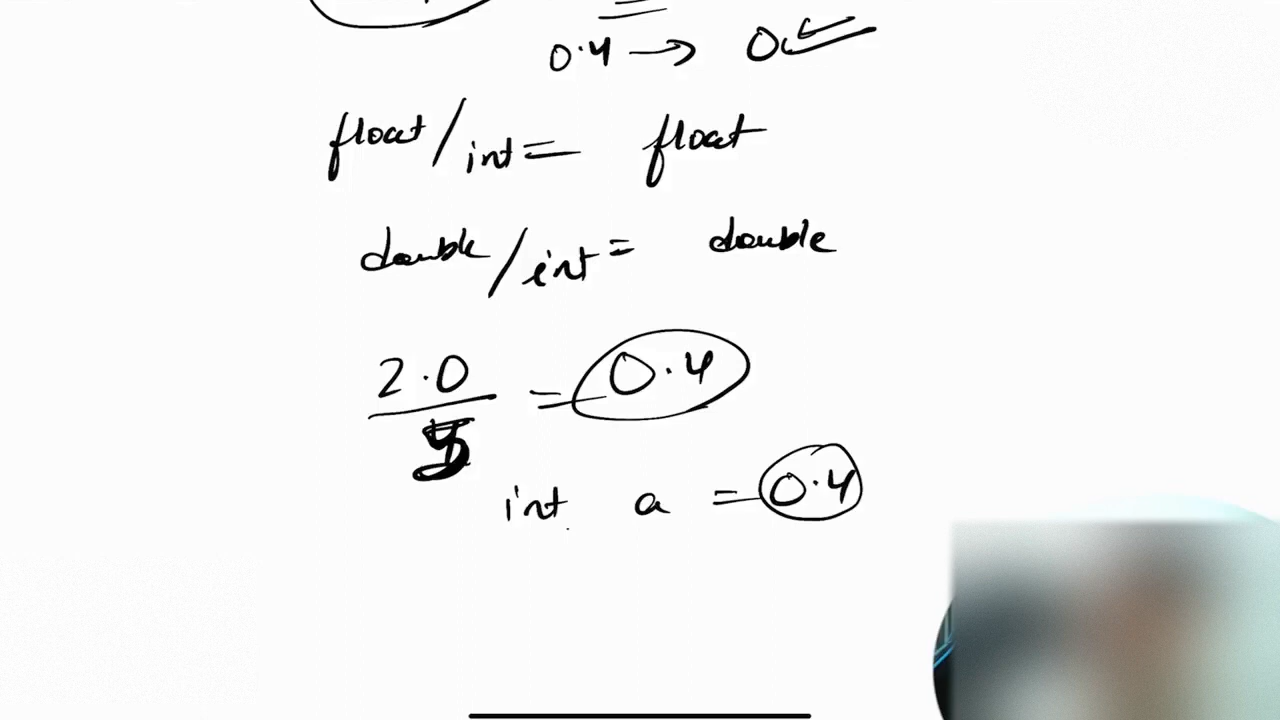 0.4 → 0
float/int = float
double/int = double
2.0/5 = 0.4
int a = 0.4